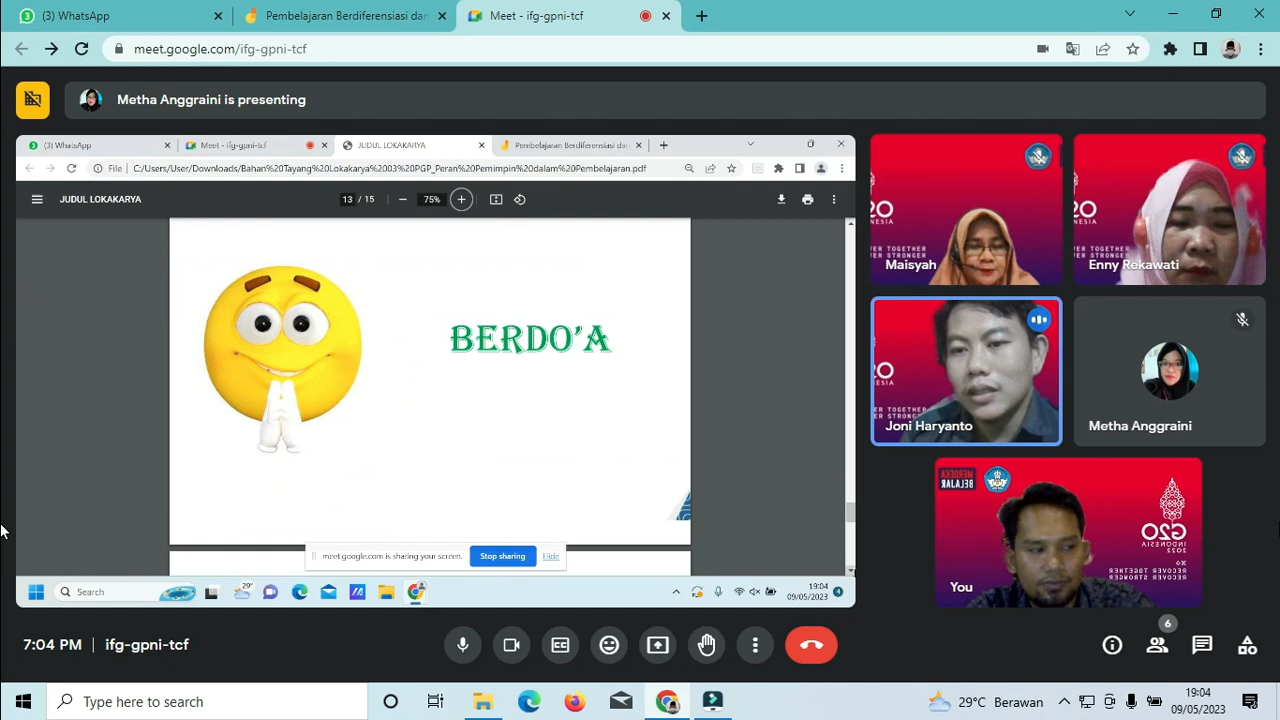 (3) WhatsApp
Pembelajaran Berdiferensiasi dan
Meet - ifg-gpni-tcf
meet.google.com/ifg-gpni-tcf
Metha Anggraini is presenting
(3) WhatsApp
Meet - ifg-gpni-tcf
JUDUL LOKAKARYA
Pembelajaran Berdiferensiasi dan
File
C:/Users/User/Downloads/Bahan%20Tayang%20Lokakarya%2003%20PGP_Peran%20Pemimpin%20dalam%20Pembelajaran.pdf
JUDUL LOKAKARYA
13 / 15
75%
BERDO'A
meet.google.com is sharing your screen.
Stop sharing
Hide
Search
29°
19:04
09/05/2023
4
Maisyah
Enny Rekawati
Joni Haryanto
Metha Anggraini
MERDEKA
BELAJAR
G20
INDONESIA
2022
RECOVER TOGETHER
RECOVER STRONGER
You
7:04 PM
ifg-gpni-tcf
6
Type here to search
29°C Berawan
19:04
09/05/2023